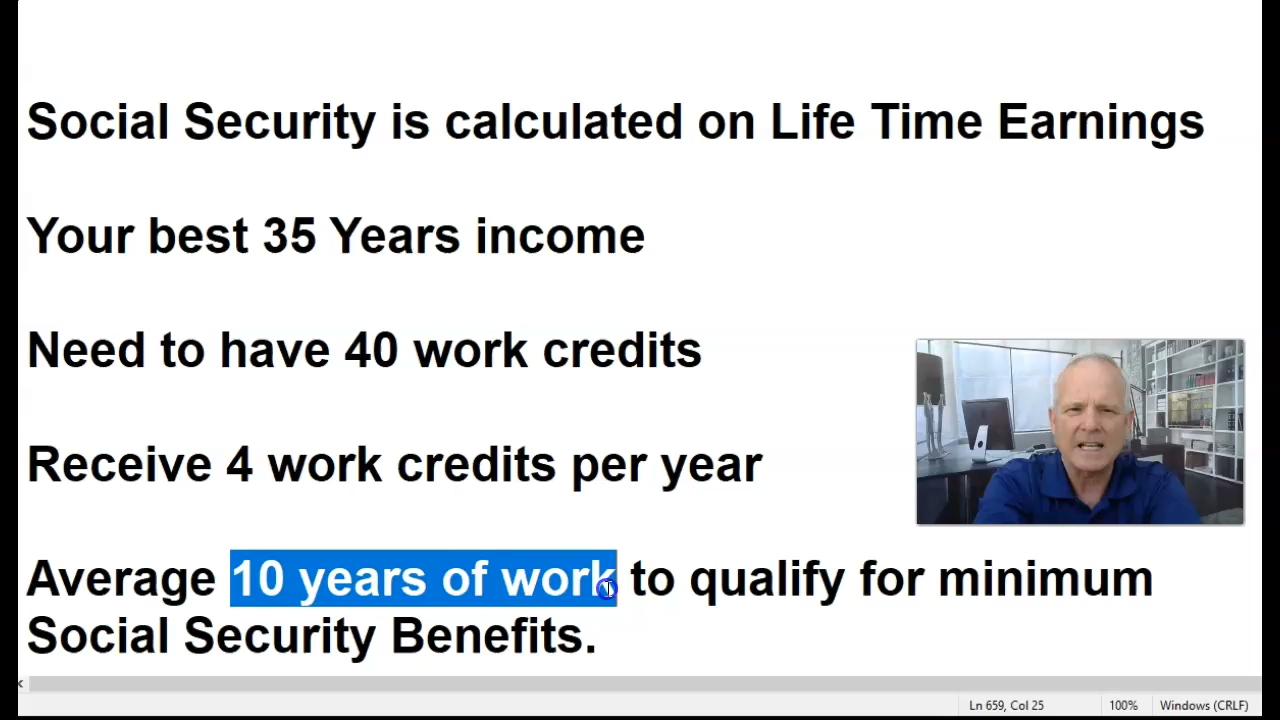 Social Security is calculated on Life Time Earnings
Your best 35 Years income
Need to have 40 work credits
Receive 4 work credits per year
Average 10 years of work to qualify for minimum
Social Security Benefits.
Ln 659, Col 25 100% Windows (CRLF)